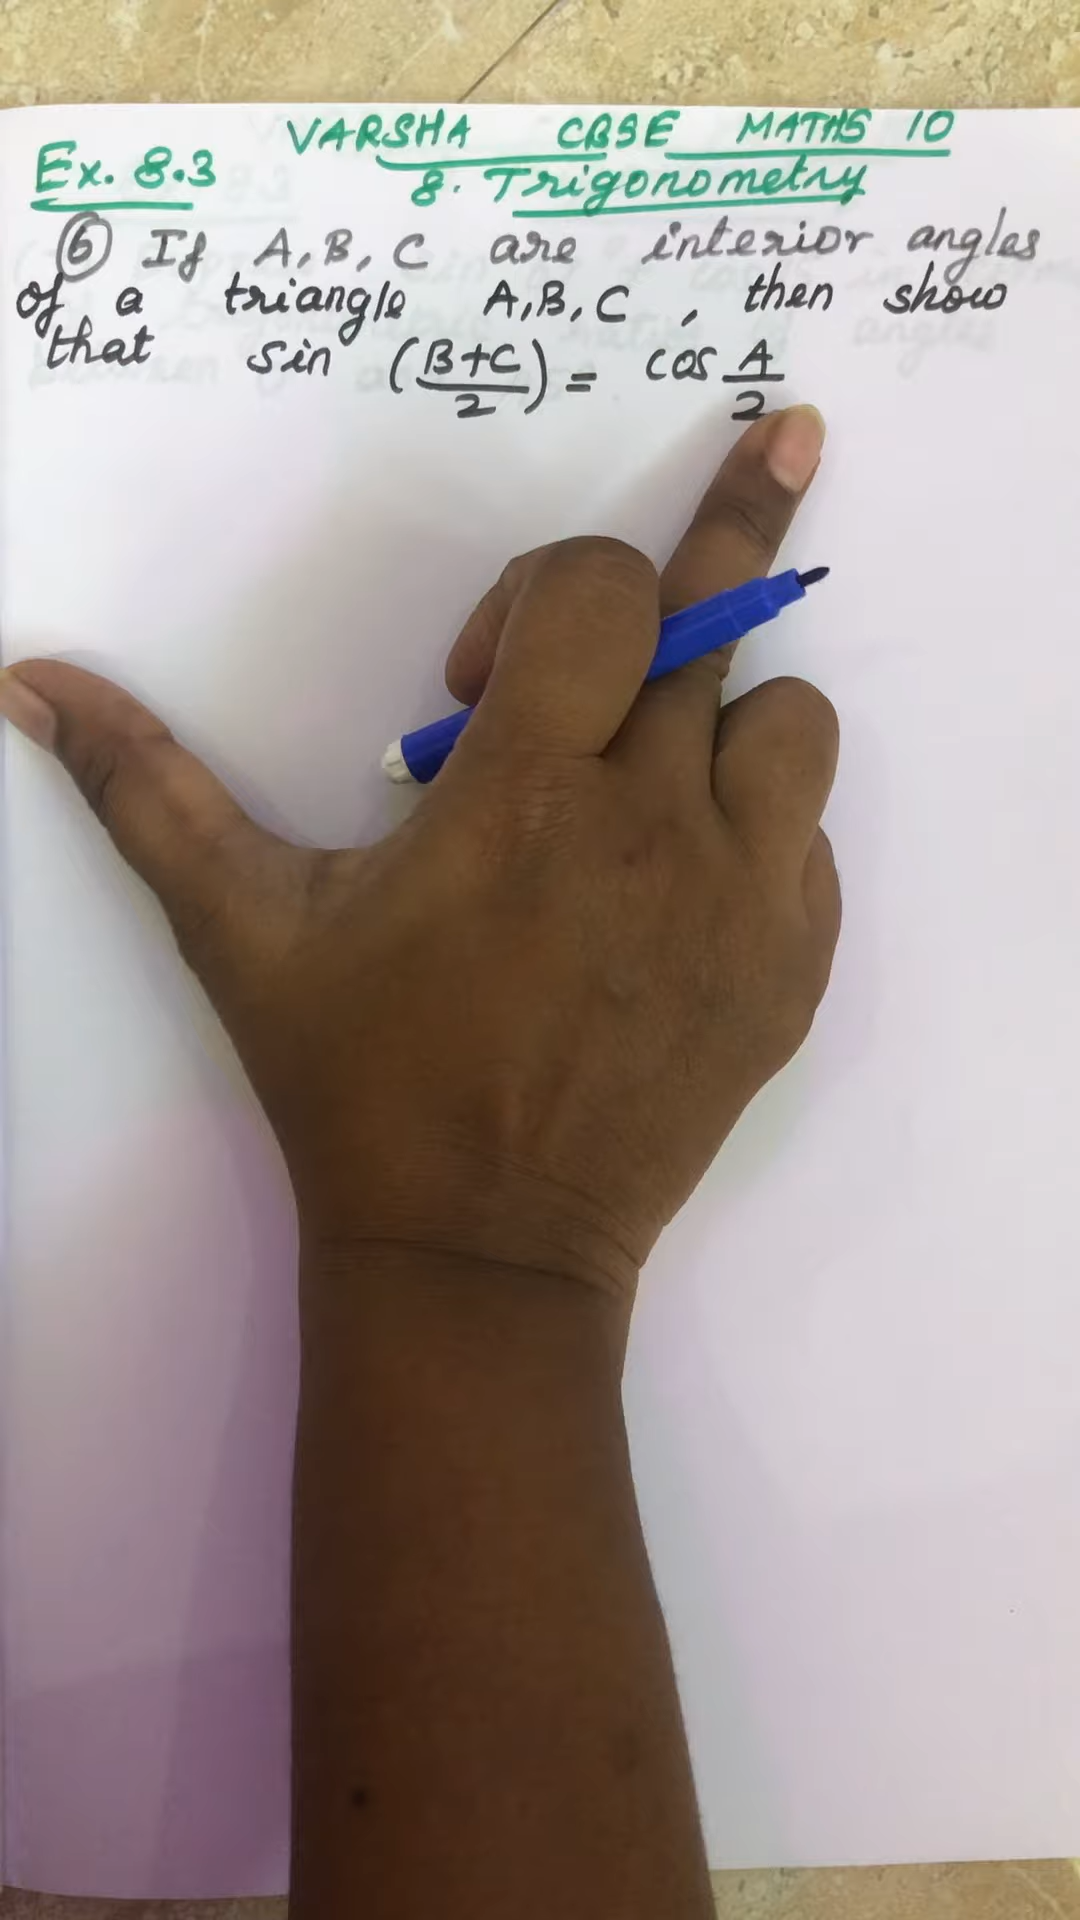 VARSHA CBSE MATHS 10
Ex. 8.3 8. Trigonometry
⑥ If A, B, C are interior angles
of a triangle A, B, C , then show
that sin (B+C/2) = cos A/2